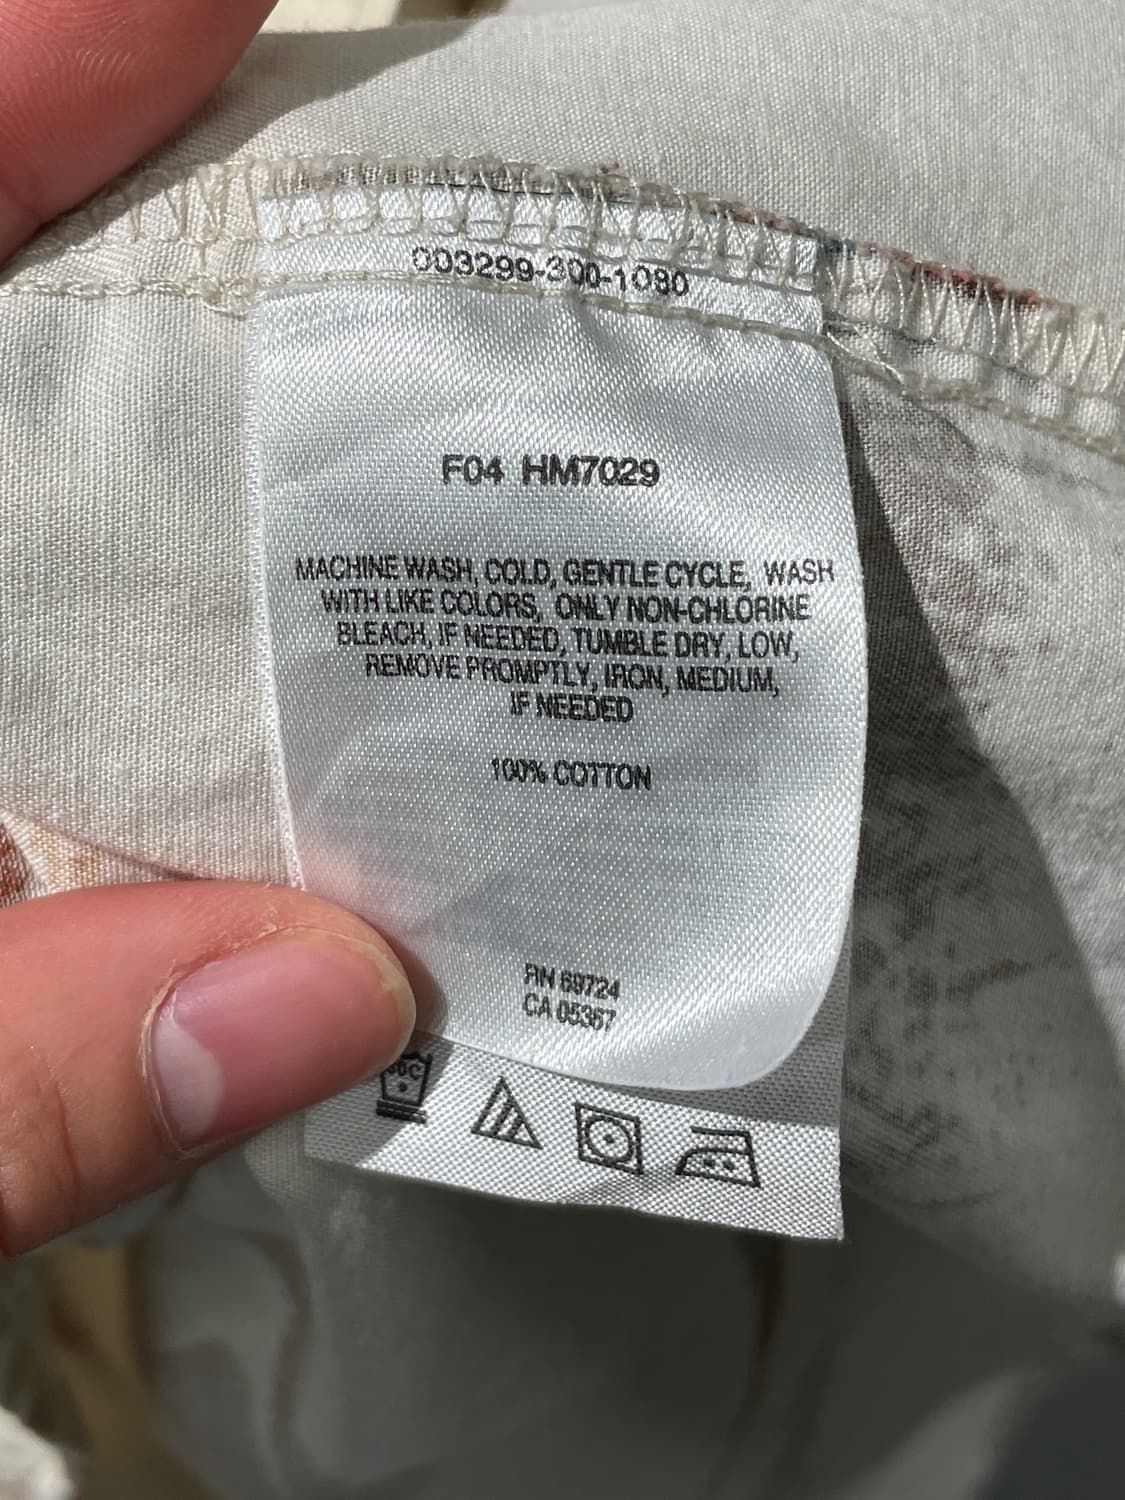 003299-300-1080
F04 HM7029
MACHINE WASH, COLD, GENTLE CYCLE, WASH
WITH LIKE COLORS, ONLY NON-CHLORINE
BLEACH, IF NEEDED, TUMBLE DRY, LOW,
REMOVE PROMPTLY, IRON, MEDIUM,
IF NEEDED
100% COTTON
RN 69724
CA 05367